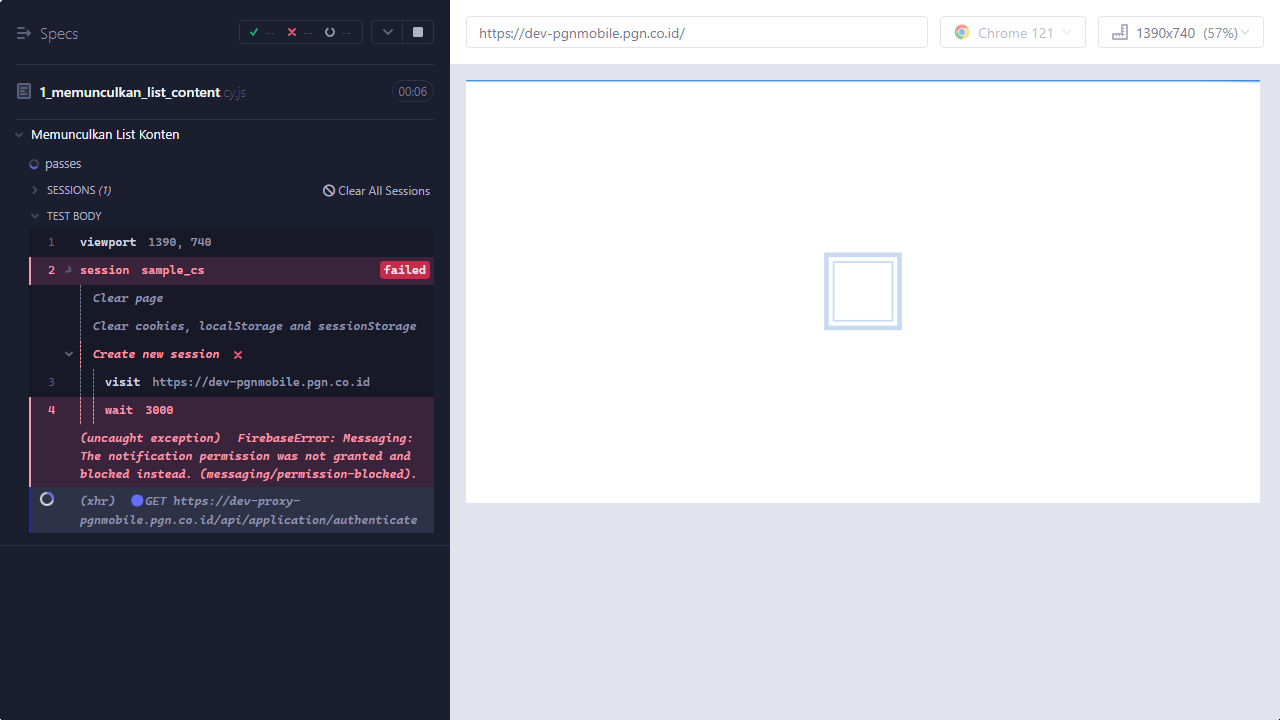 Specs
-- -- --
1_memunculkan_list_content.cy.js 00:06
Memunculkan List Konten
passes
SESSIONS (1) Clear All Sessions
TEST BODY
1 viewport 1390, 740
2 session sample_cs failed
Clear page
Clear cookies, localStorage and sessionStorage
Create new session
3 visit https://dev-pgnmobile.pgn.co.id
4 wait 3000
(uncaught exception) FirebaseError: Messaging:
The notification permission was not granted and
blocked instead. (messaging/permission-blocked).
(xhr) GET https://dev-proxy-
pgnmobile.pgn.co.id/api/application/authenticate
https://dev-pgnmobile.pgn.co.id/
Chrome 121
1390x740 (57%)